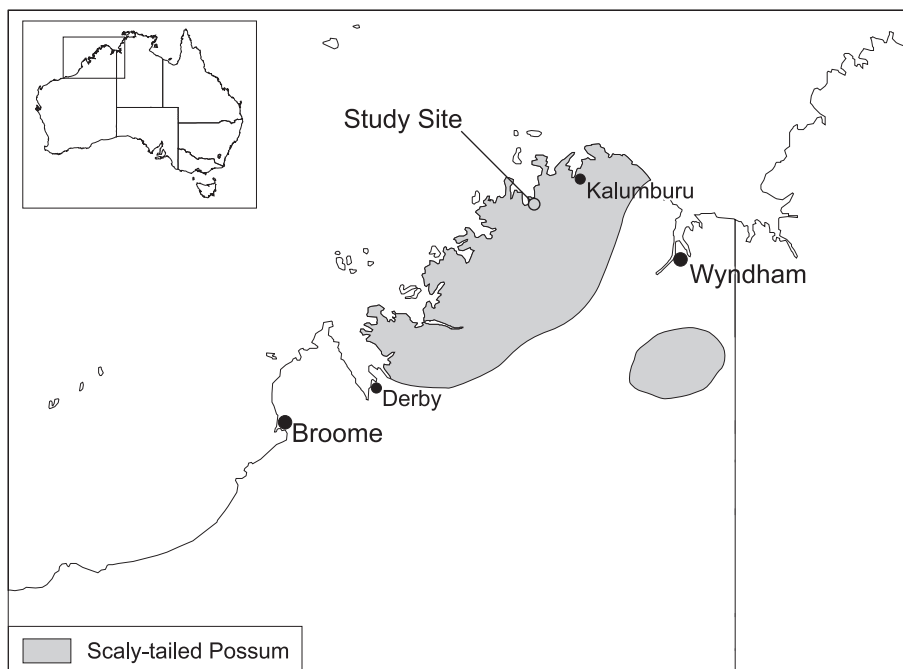 Study Site
Kalumburu
Wyndham
Derby
Broome
Scaly-tailed Possum